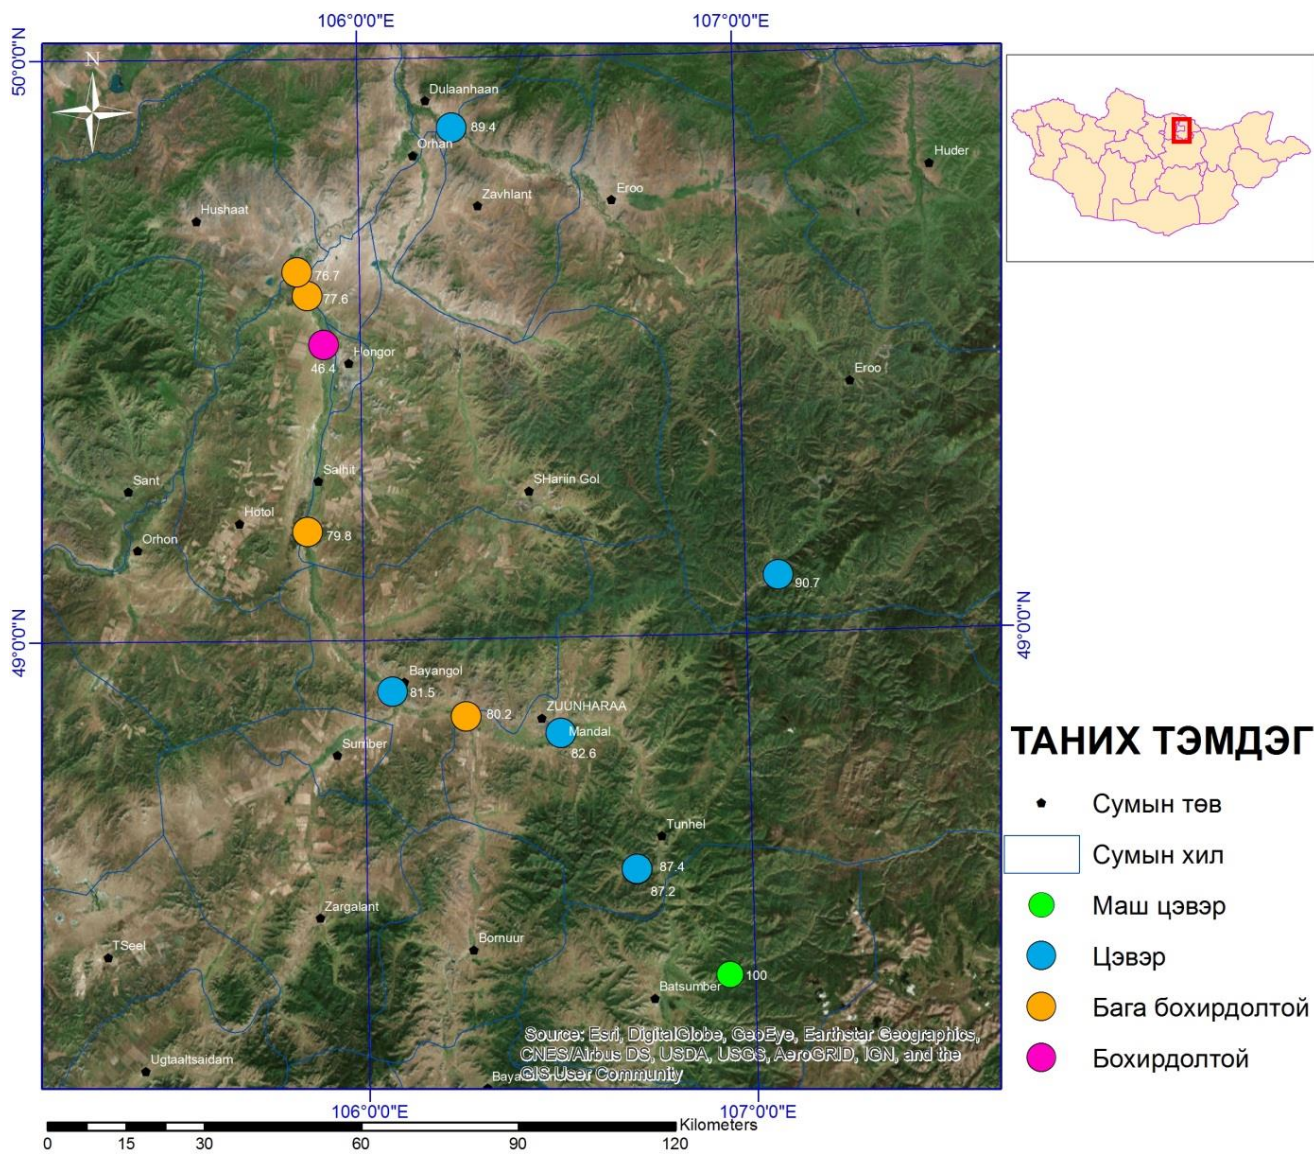 106°0'0"E
107°0'0"E
50°0'0"N
N
Dulaanhaan
89.4
Orhan
Huder
Zavhlant
Eroo
Hushaat
76.7
77.6
Hongor
46.4
Eroo
Salhit
SHariin Gol
Sant
Hotol
79.8
Orhon
90.7
49°0'0"N
49°0'0"N
Bayangol
81.5
80.2
ZUUNHARAA
Mandal
82.6
Sumber
Tunhel
87.4
87.2
Zargalant
Bornuur
TSeel
100
Batsumber
Ugtaaltsaidam
Source: Esri, DigitalGlobe, GeoEye, Earthstar Geographics,
CNES/Airbus DS, USDA, USGS, AeroGRID, IGN, and the
GIS User Community
106°0'0"E
107°0'0"E
Kilometers
0 15 30 60 90 120
ТАНИХ ТЭМДЭГ
Сумын төв
Сумын хил
Маш цэвэр
Цэвэр
Бага бохирдолтой
Бохирдолтой